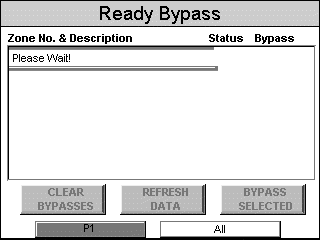 Ready Bypass
Zone No. & Description Status Bypass
Please Wait!
CLEAR BYPASSES REFRESH DATA BYPASS SELECTED
P1 All